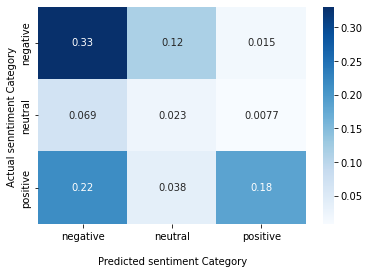 Actual senntiment Category
negative
neutral
positive
0.33 0.12 0.015
0.069 0.023 0.0077
0.22 0.038 0.18
negative neutral positive
Predicted sentiment Category
0.30
0.25
0.20
0.15
0.10
0.05